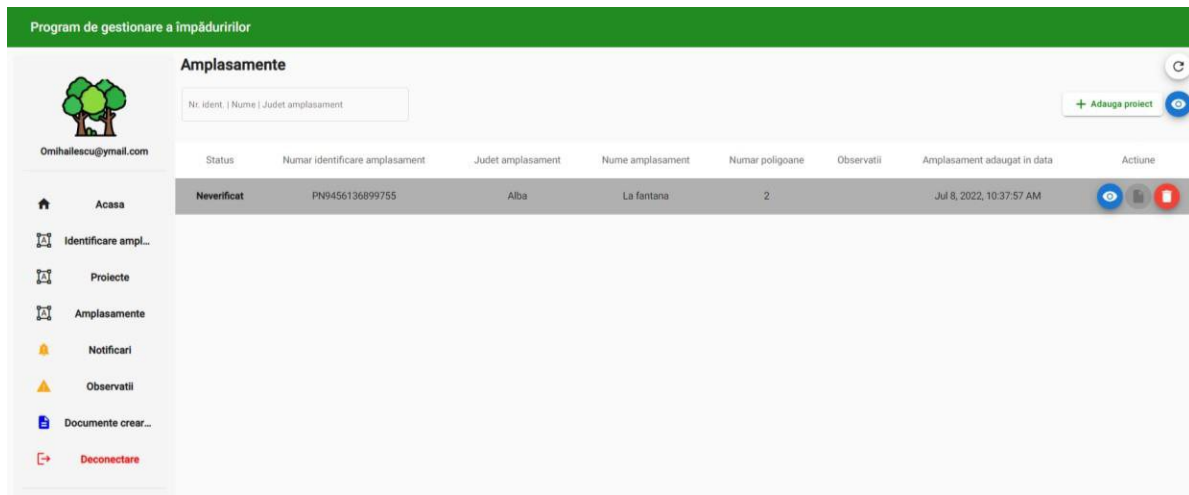 Program de gestionare a împăduririlor
Omihailescu@ymail.com
Acasa
Identificare ampl...
Proiecte
Amplasamente
Notificari
Observatii
Documente crear...
Deconectare
Amplasamente
Nr. ident. | Nume | Judet amplasament
+ Adauga proiect
Status Numar identificare amplasament Judet amplasament Nume amplasament Numar poligoane Observatii Amplasament adaugat in data Actiune
Neverificat PN9456136899755 Alba La fantana 2 Jul 8, 2022, 10:37:57 AM